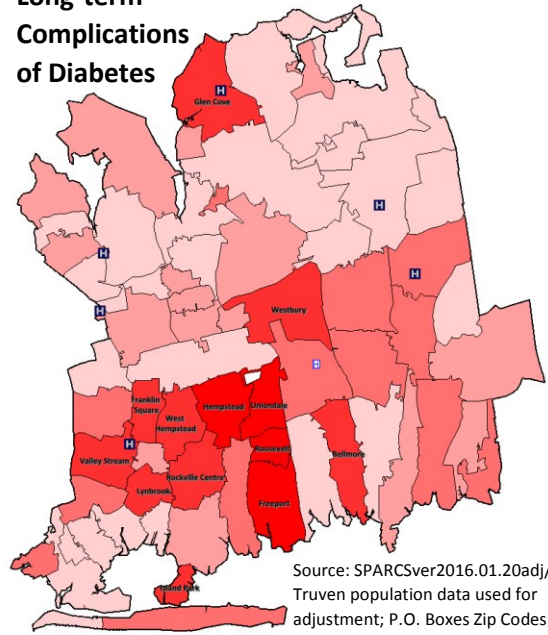 Long-term
Complications
of Diabetes
H
Glen Cove
H
H
H
H
Westbury
H
Franklin
Square
West
Hempstead
Hempstead
Uniondale
H
Valley Stream
Roosevelt
Bellmore
Rockville Centre
Lynbrook
Freeport
Island Park
Source: SPARCSver2016.01.20adj/
Truven population data used for
adjustment; P.O. Boxes Zip Codes